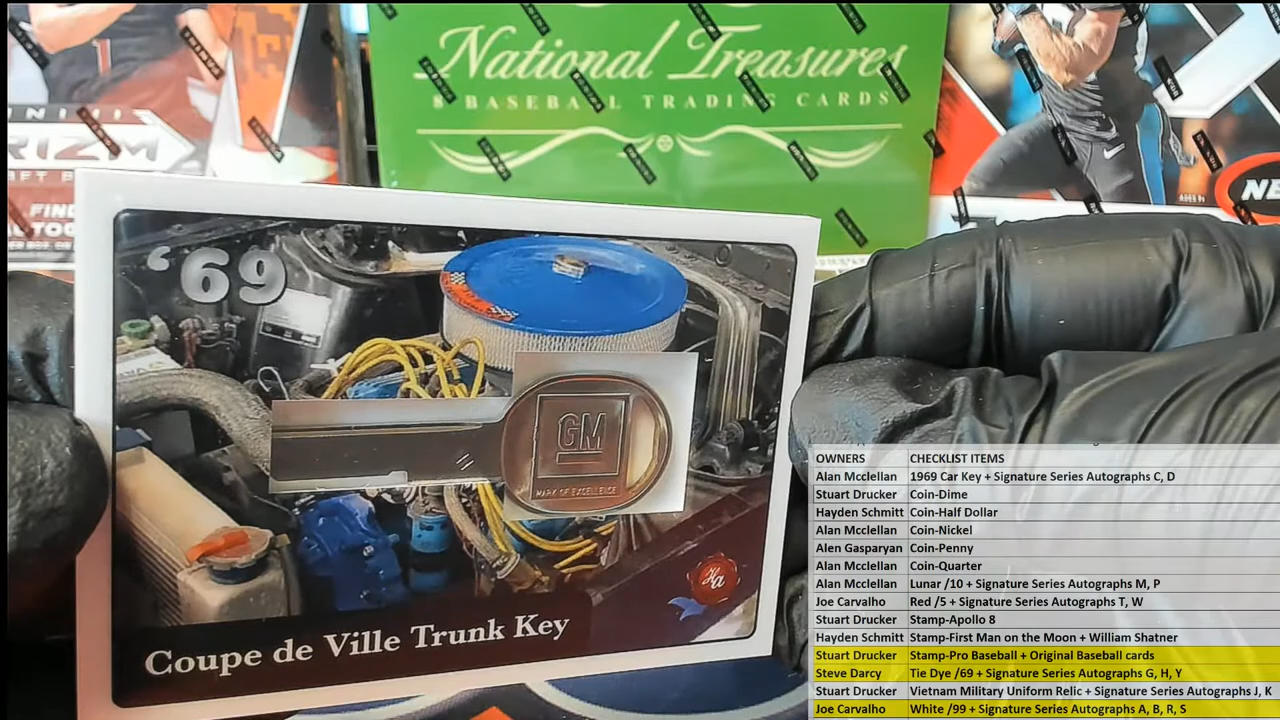 National Treasures
8 BASEBALL TRADING CARDS
NE
'69
GM
MARK OF EXCELLENCE
Ha
Coupe de Ville Trunk Key
OWNERS CHECKLIST ITEMS
Alan Mcclellan 1969 Car Key + Signature Series Autographs C, D
Stuart Drucker Coin-Dime
Hayden Schmitt Coin-Half Dollar
Alan Mcclellan Coin-Nickel
Alen Gasparyan Coin-Penny
Alan Mcclellan Coin-Quarter
Alan Mcclellan Lunar /10 + Signature Series Autographs M, P
Joe Carvalho Red /5 + Signature Series Autographs T, W
Stuart Drucker Stamp-Apollo 8
Hayden Schmitt Stamp-First Man on the Moon + William Shatner
Stuart Drucker Stamp-Pro Baseball + Original Baseball cards
Steve Darcy Tie Dye /69 + Signature Series Autographs G, H, Y
Stuart Drucker Vietnam Military Uniform Relic + Signature Series Autographs J, K
Joe Carvalho White /99 + Signature Series Autographs A, B, R, S